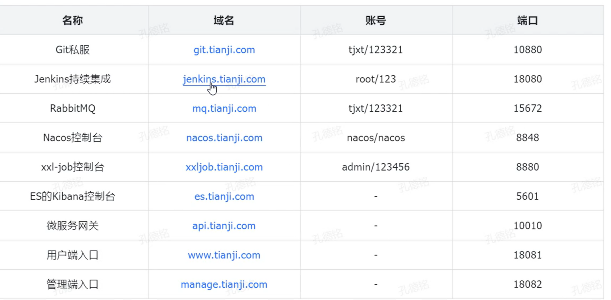 名称 域名 账号 端口
Git私服 git.tianji.com tjxt/123321 10880
Jenkins持续集成 jenkins.tianji.com root/123 18080
RabbitMQ mq.tianji.com tjxt/123321 15672
Nacos控制台 nacos.tianji.com nacos/nacos 8848
xxl-job控制台 xxljob.tianji.com admin/123456 8880
ES的Kibana控制台 es.tianji.com - 5601
微服务网关 api.tianji.com - 10010
用户端入口 www.tianji.com - 18081
管理端入口 manage.tianji.com - 18082